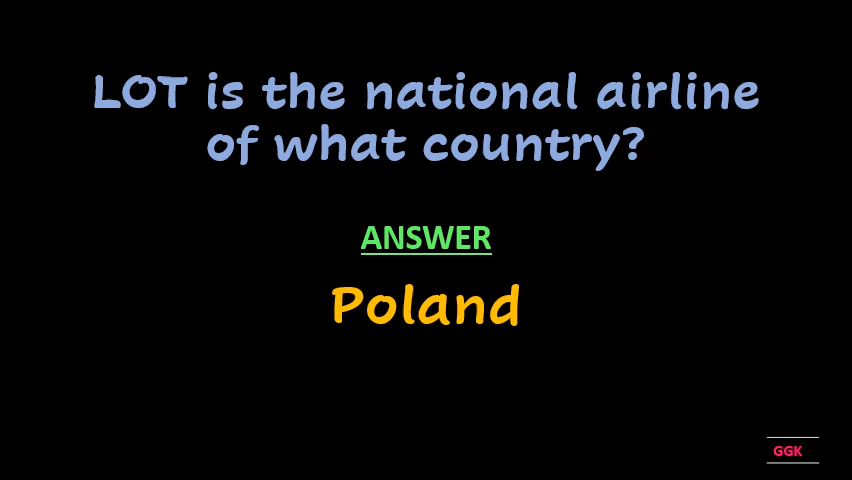 LOT is the national airline
of what country?
ANSWER
Poland
GGK